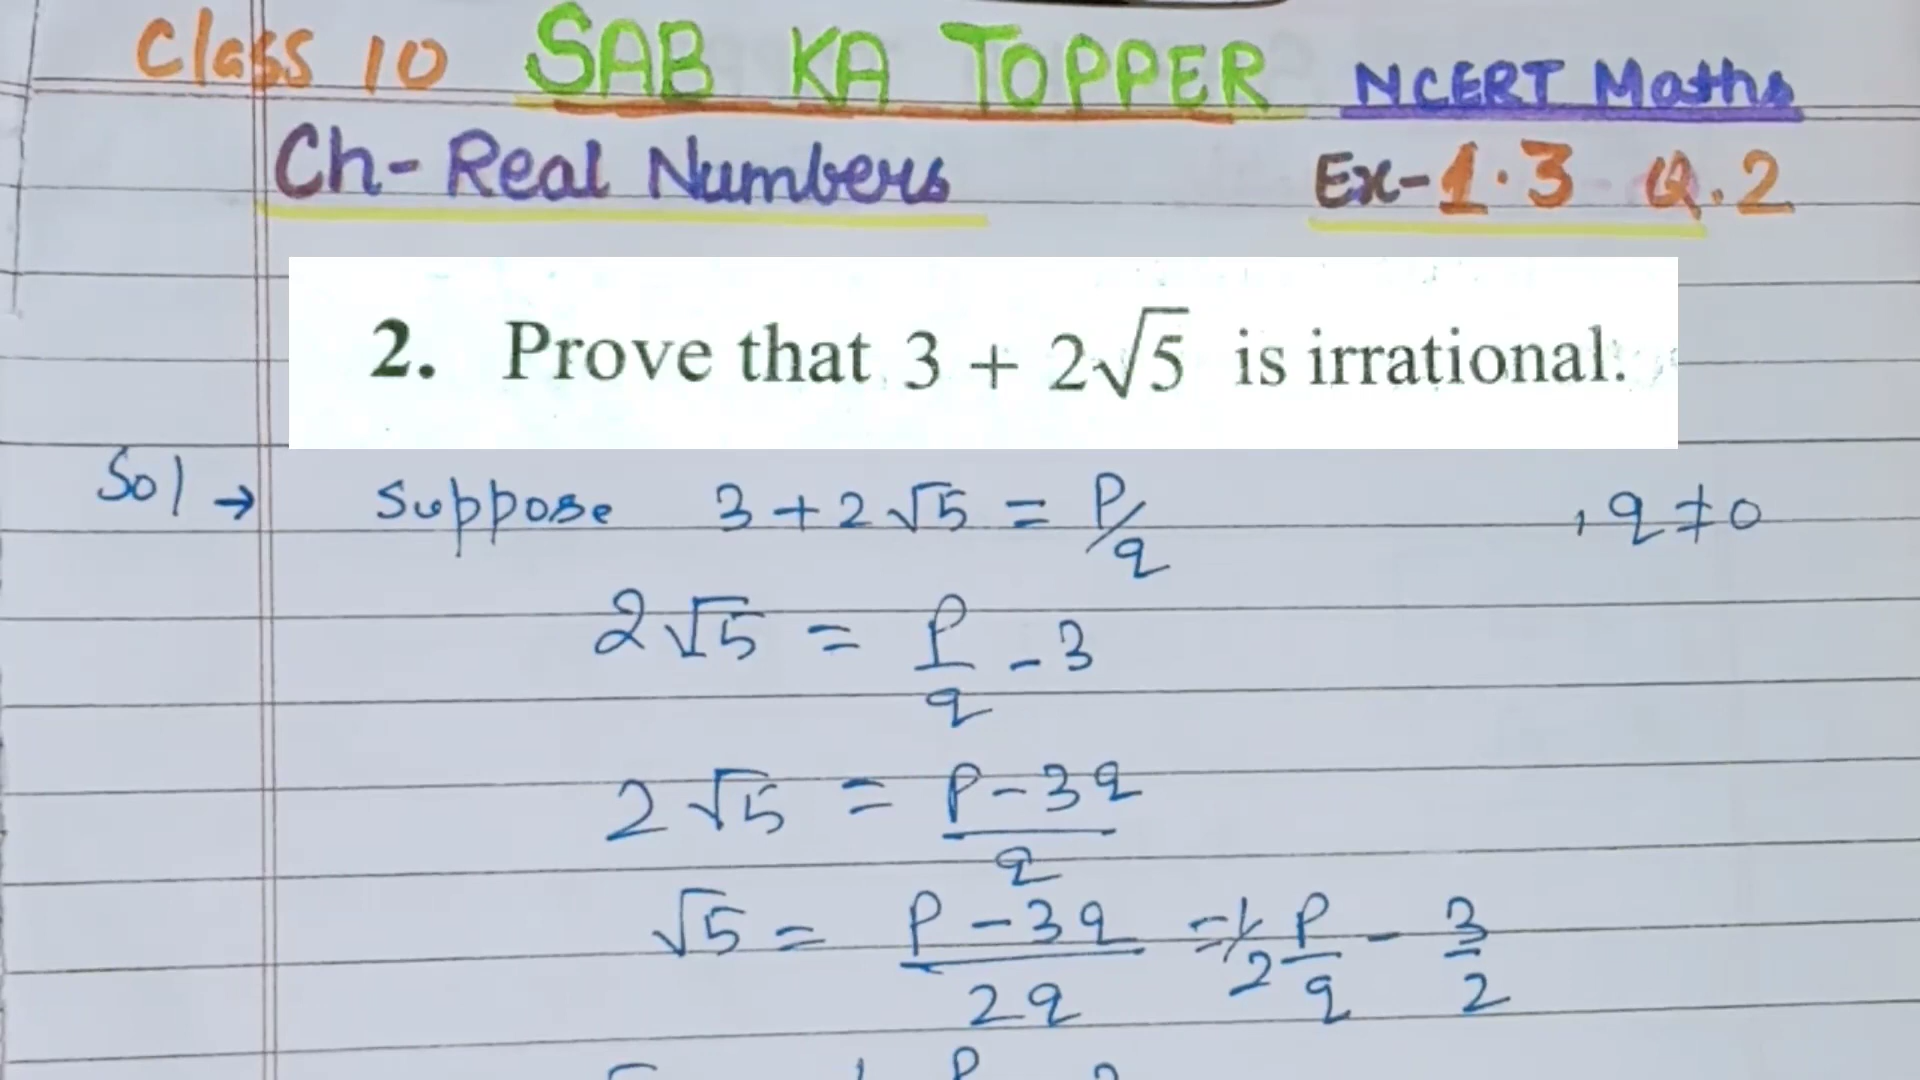 Class 10 SAB KA TOPPER NCERT Maths
Ch- Real Numbers Ex-1.3 Q.2
2. Prove that 3 + 2√5 is irrational.
Sol → Suppose 3+2√5 = P/q , q ≠ 0
2√5 = P/q - 3
2√5 = P-3q/q
√5 = P-3q/2q = 1/2 P/q - 3/2